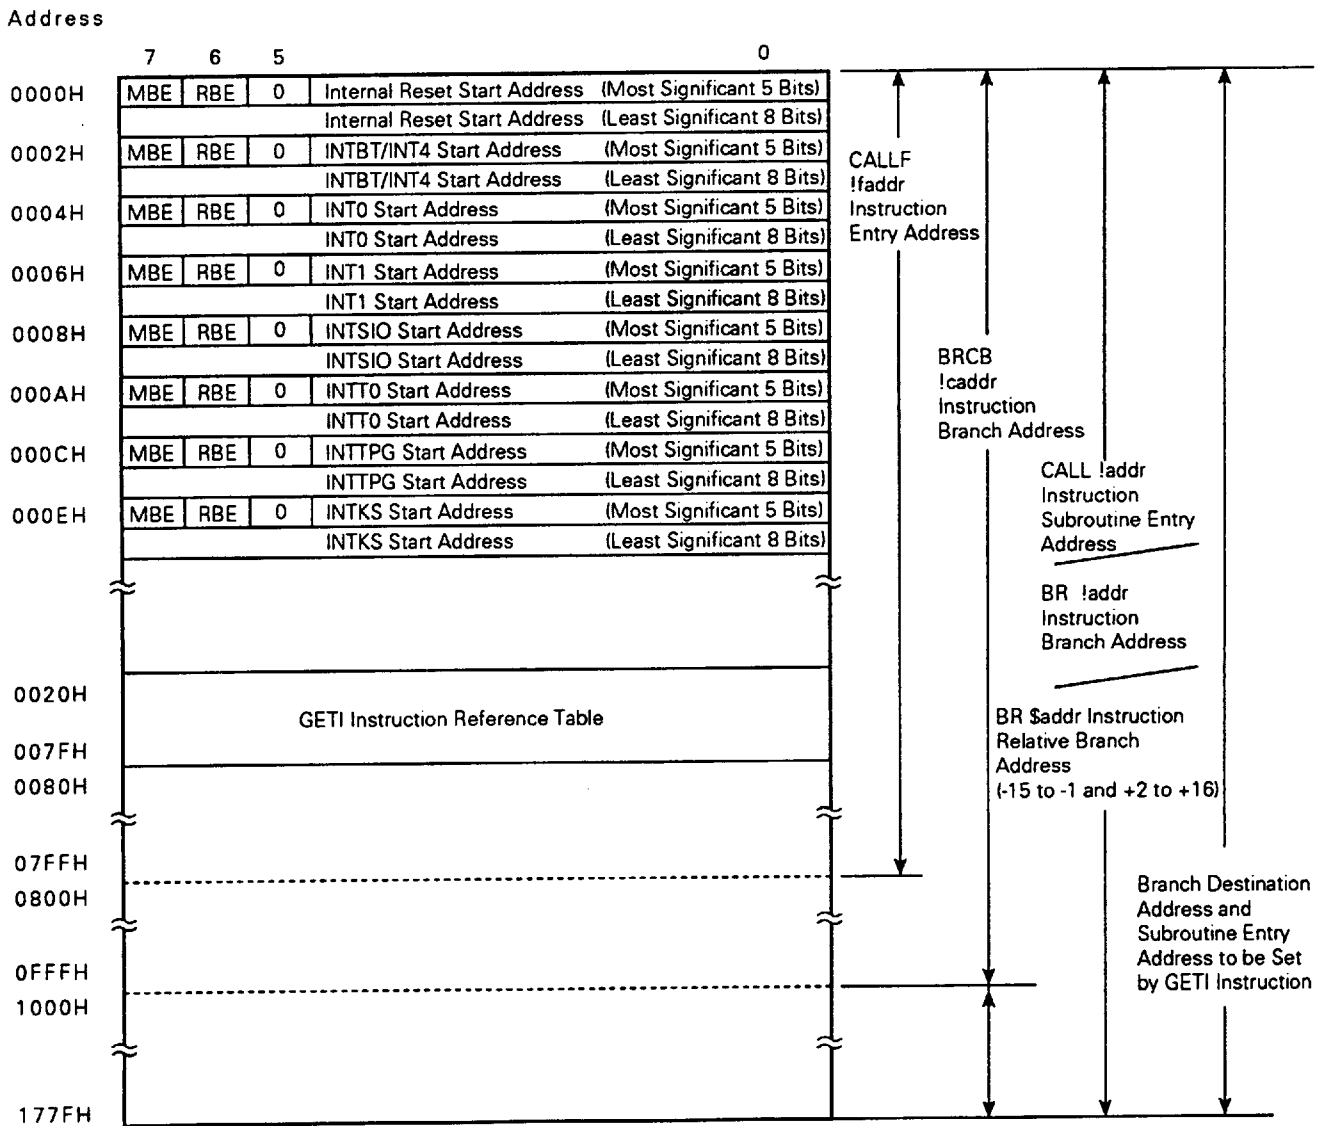 Address
7 6 5 0
0000H MBE RBE 0 Internal Reset Start Address (Most Significant 5 Bits)
Internal Reset Start Address (Least Significant 8 Bits)
0002H MBE RBE 0 INTBT/INT4 Start Address (Most Significant 5 Bits)
INTBT/INT4 Start Address (Least Significant 8 Bits)
0004H MBE RBE 0 INT0 Start Address (Most Significant 5 Bits)
INT0 Start Address (Least Significant 8 Bits)
0006H MBE RBE 0 INT1 Start Address (Most Significant 5 Bits)
INT1 Start Address (Least Significant 8 Bits)
0008H MBE RBE 0 INTSIO Start Address (Most Significant 5 Bits)
INTSIO Start Address (Least Significant 8 Bits)
000AH MBE RBE 0 INTT0 Start Address (Most Significant 5 Bits)
INTT0 Start Address (Least Significant 8 Bits)
000CH MBE RBE 0 INTTPG Start Address (Most Significant 5 Bits)
INTTPG Start Address (Least Significant 8 Bits)
000EH MBE RBE 0 INTKS Start Address (Most Significant 5 Bits)
INTKS Start Address (Least Significant 8 Bits)
0020H
GETI Instruction Reference Table
007FH
0080H
07FFH
0800H
0FFFH
1000H
177FH
CALLF
!faddr
Instruction
Entry Address
BRCB
!caddr
Instruction
Branch Address
CALL !addr
Instruction
Subroutine Entry
Address
BR !addr
Instruction
Branch Address
BR $addr Instruction
Relative Branch
Address
(-15 to -1 and +2 to +16)
Branch Destination
Address and
Subroutine Entry
Address to be Set
by GETI Instruction